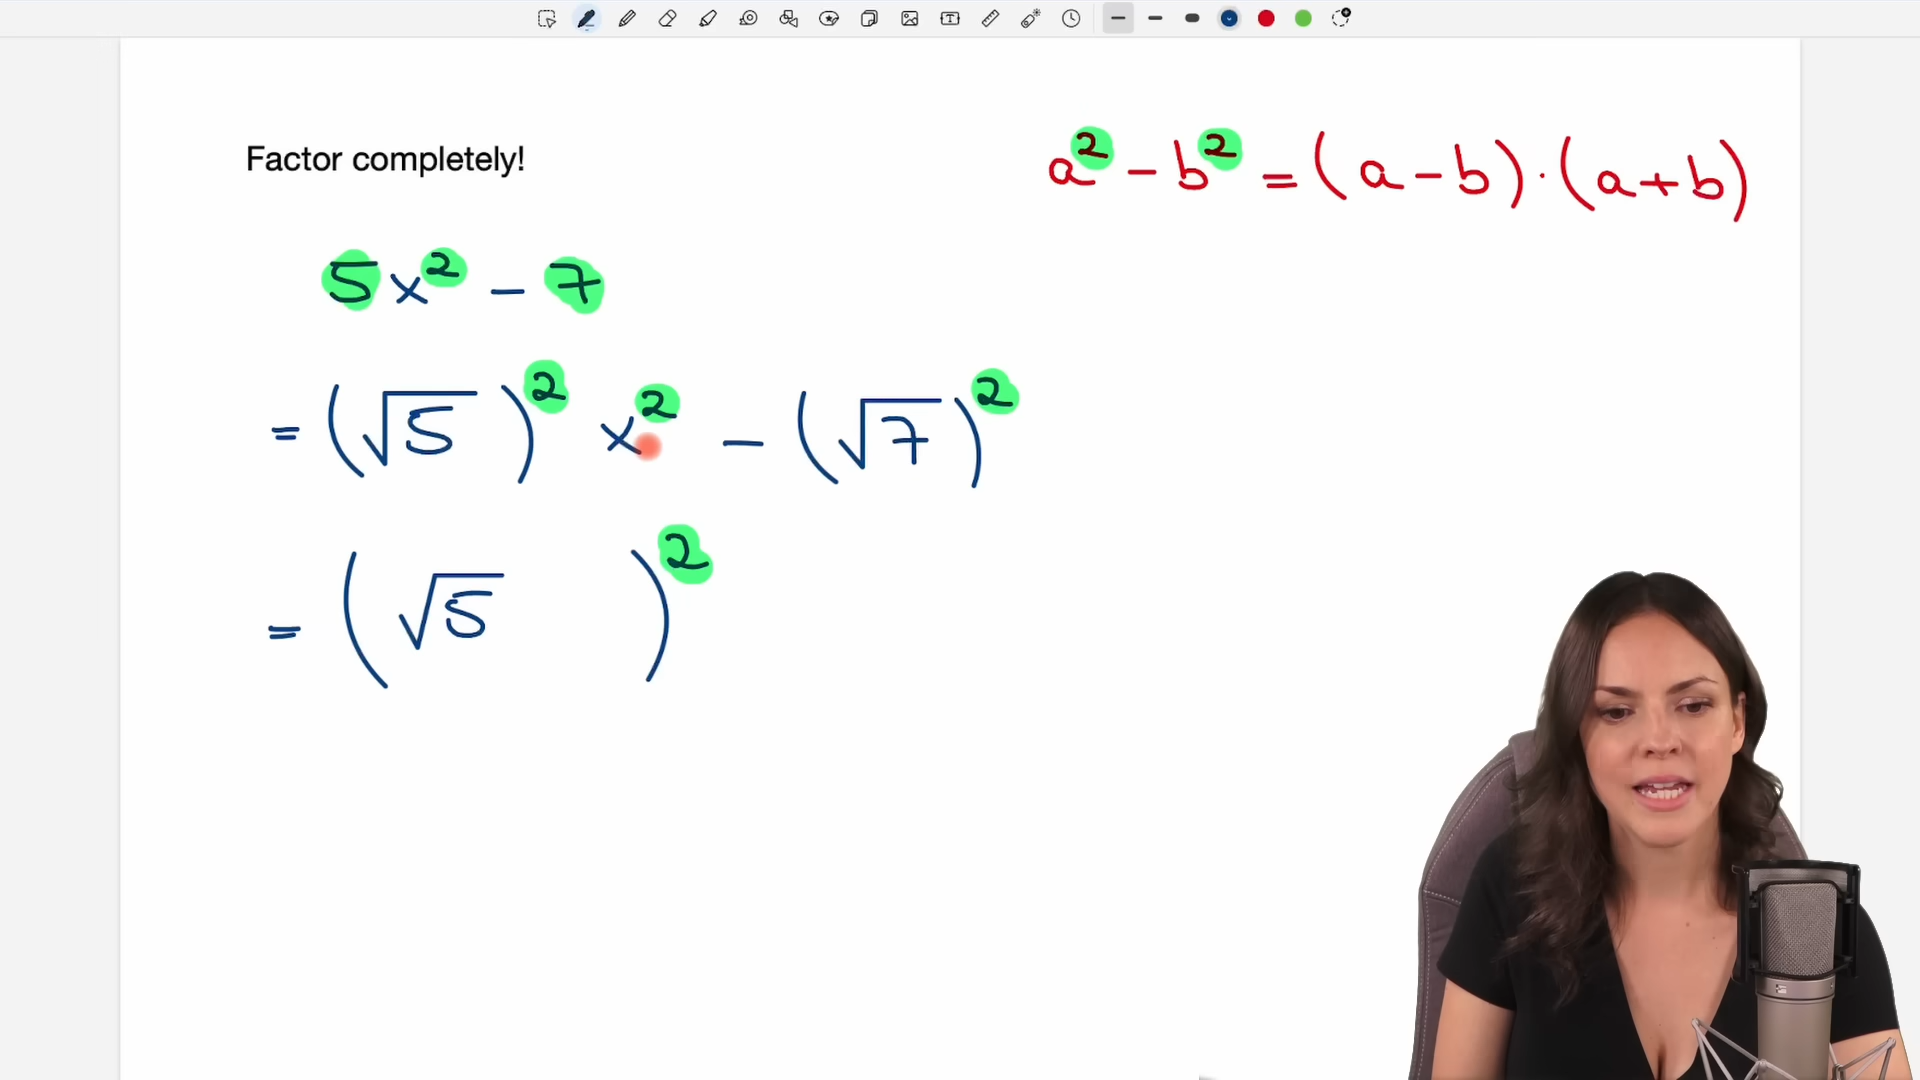 Factor completely!
a² - b² = (a - b) · (a + b)
5x² - 7
= (√5)² x² - (√7)²
= (√5 )²